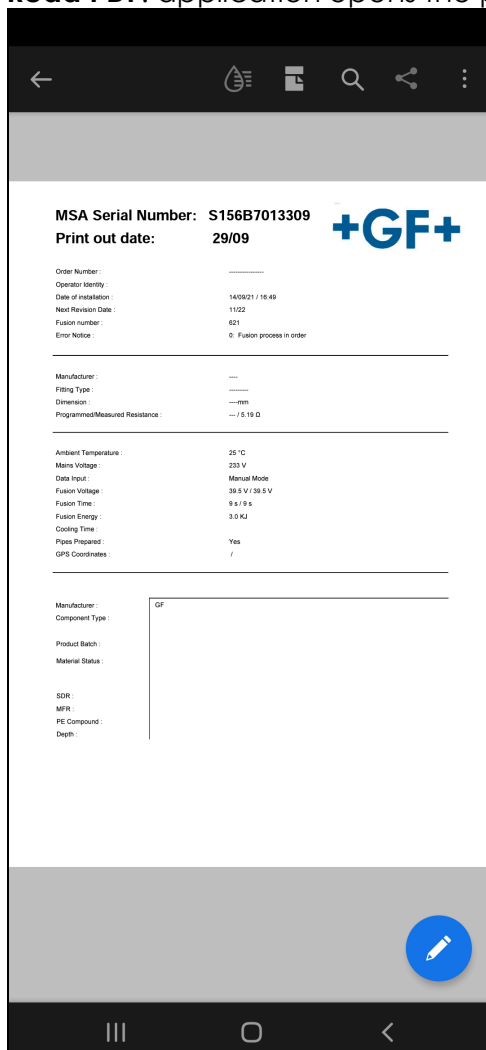 MSA Serial Number: S156B7013309
Print out date: 29/09
+GF+
Order Number : ---------------
Operator Identity :
Date of installation : 14/09/21 / 16:49
Next Revision Date : 11/22
Fusion number : 621
Error Notice : 0: Fusion process in order
Manufacturer : ----
Fitting Type : ---------
Dimension : ----mm
Programmed/Measured Resistance : --- / 5.19 Ω
Ambient Temperature : 25 °C
Mains Voltage : 233 V
Data Input : Manual Mode
Fusion Voltage : 39.5 V / 39.5 V
Fusion Time : 9 s / 9 s
Fusion Energy : 3.0 KJ
Cooling Time :
Pipes Prepared : Yes
GPS Coordinates : /
Manufacturer : GF
Component Type :
Product Batch :
Material Status :
SDR :
MFR :
PE Compound :
Depth :